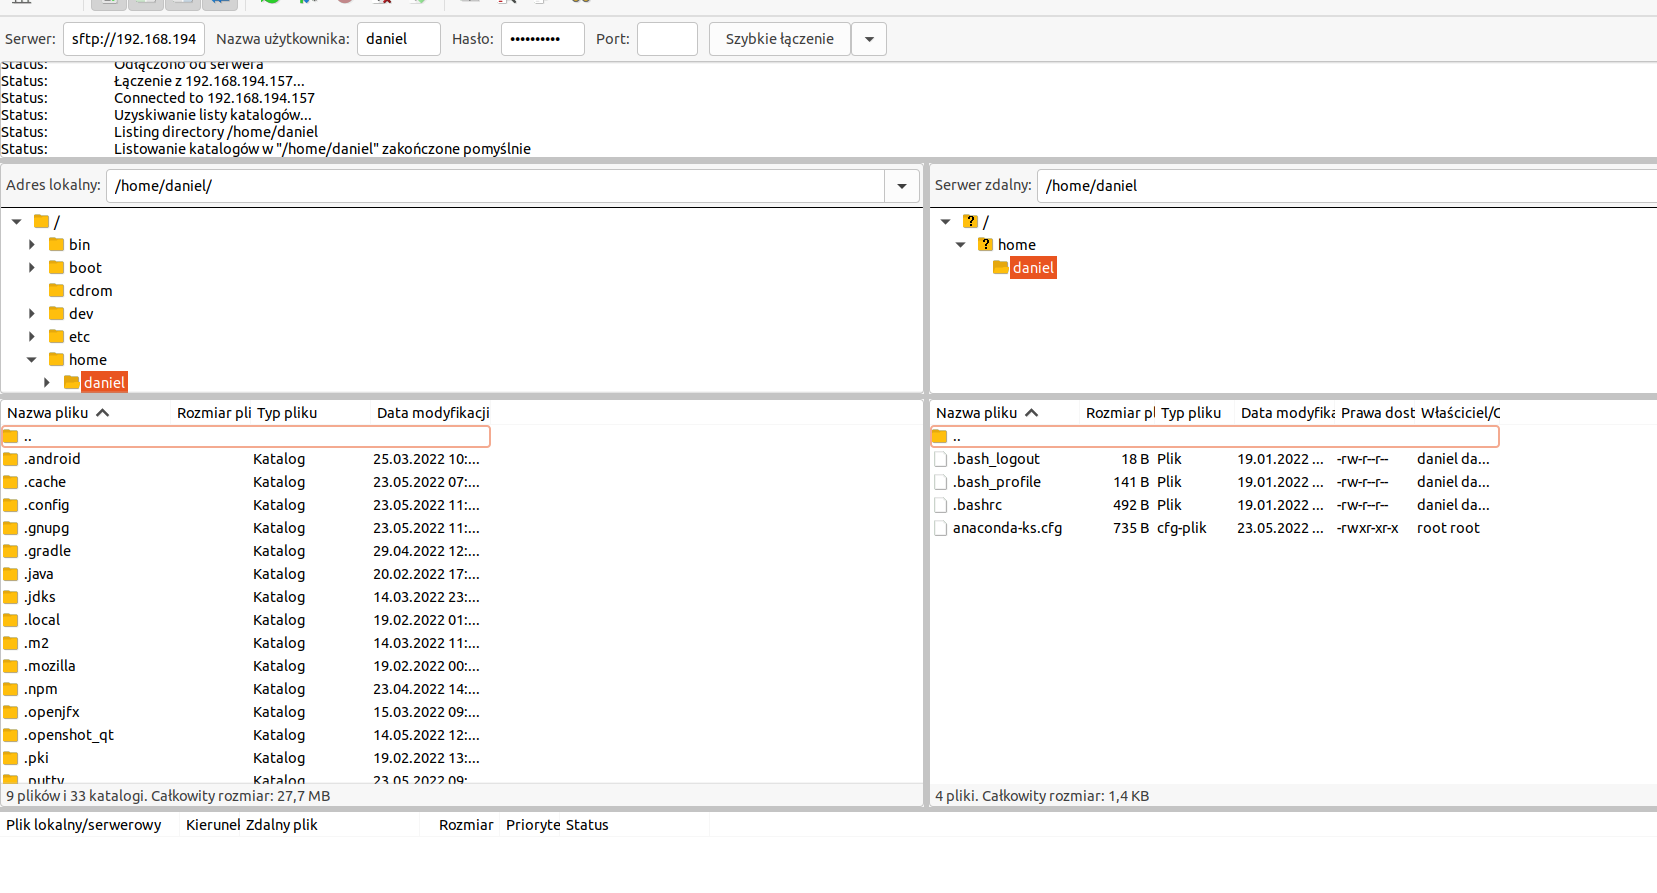 Serwer: sftp://192.168.194 Nazwa użytkownika: daniel Hasło: •••••••••• Port: Szybkie łączenie
Status: Odłączono od serwera
Status: Łączenie z 192.168.194.157...
Status: Connected to 192.168.194.157
Status: Uzyskiwanie listy katalogów...
Status: Listing directory /home/daniel
Status: Listowanie katalogów w "/home/daniel" zakończone pomyślnie
Adres lokalny: /home/daniel/
/
bin
boot
cdrom
dev
etc
home
daniel
Nazwa pliku Rozmiar pli Typ pliku Data modyfikacji
..
.android Katalog 25.03.2022 10:...
.cache Katalog 23.05.2022 07:...
.config Katalog 23.05.2022 11:...
.gnupg Katalog 23.05.2022 11:...
.gradle Katalog 29.04.2022 12:...
.java Katalog 20.02.2022 17:...
.jdks Katalog 14.03.2022 23:...
.local Katalog 19.02.2022 01:...
.m2 Katalog 14.03.2022 11:...
.mozilla Katalog 19.02.2022 00:...
.npm Katalog 23.04.2022 14:...
.openjfx Katalog 15.03.2022 09:...
.openshot_qt Katalog 14.05.2022 12:...
.pki Katalog 19.02.2022 13:...
.putty Katalog 23.05.2022 09:
9 plików i 33 katalogi. Całkowity rozmiar: 27,7 MB
Serwer zdalny: /home/daniel
/
home
daniel
Nazwa pliku Rozmiar pl Typ pliku Data modyfika Prawa dost Właściciel/C
..
.bash_logout 18 B Plik 19.01.2022 ... -rw-r--r-- daniel da...
.bash_profile 141 B Plik 19.01.2022 ... -rw-r--r-- daniel da...
.bashrc 492 B Plik 19.01.2022 ... -rw-r--r-- daniel da...
anaconda-ks.cfg 735 B cfg-plik 23.05.2022 ... -rwxr-xr-x root root
4 pliki. Całkowity rozmiar: 1,4 KB
Plik lokalny/serwerowy Kierunel Zdalny plik Rozmiar Prioryte Status